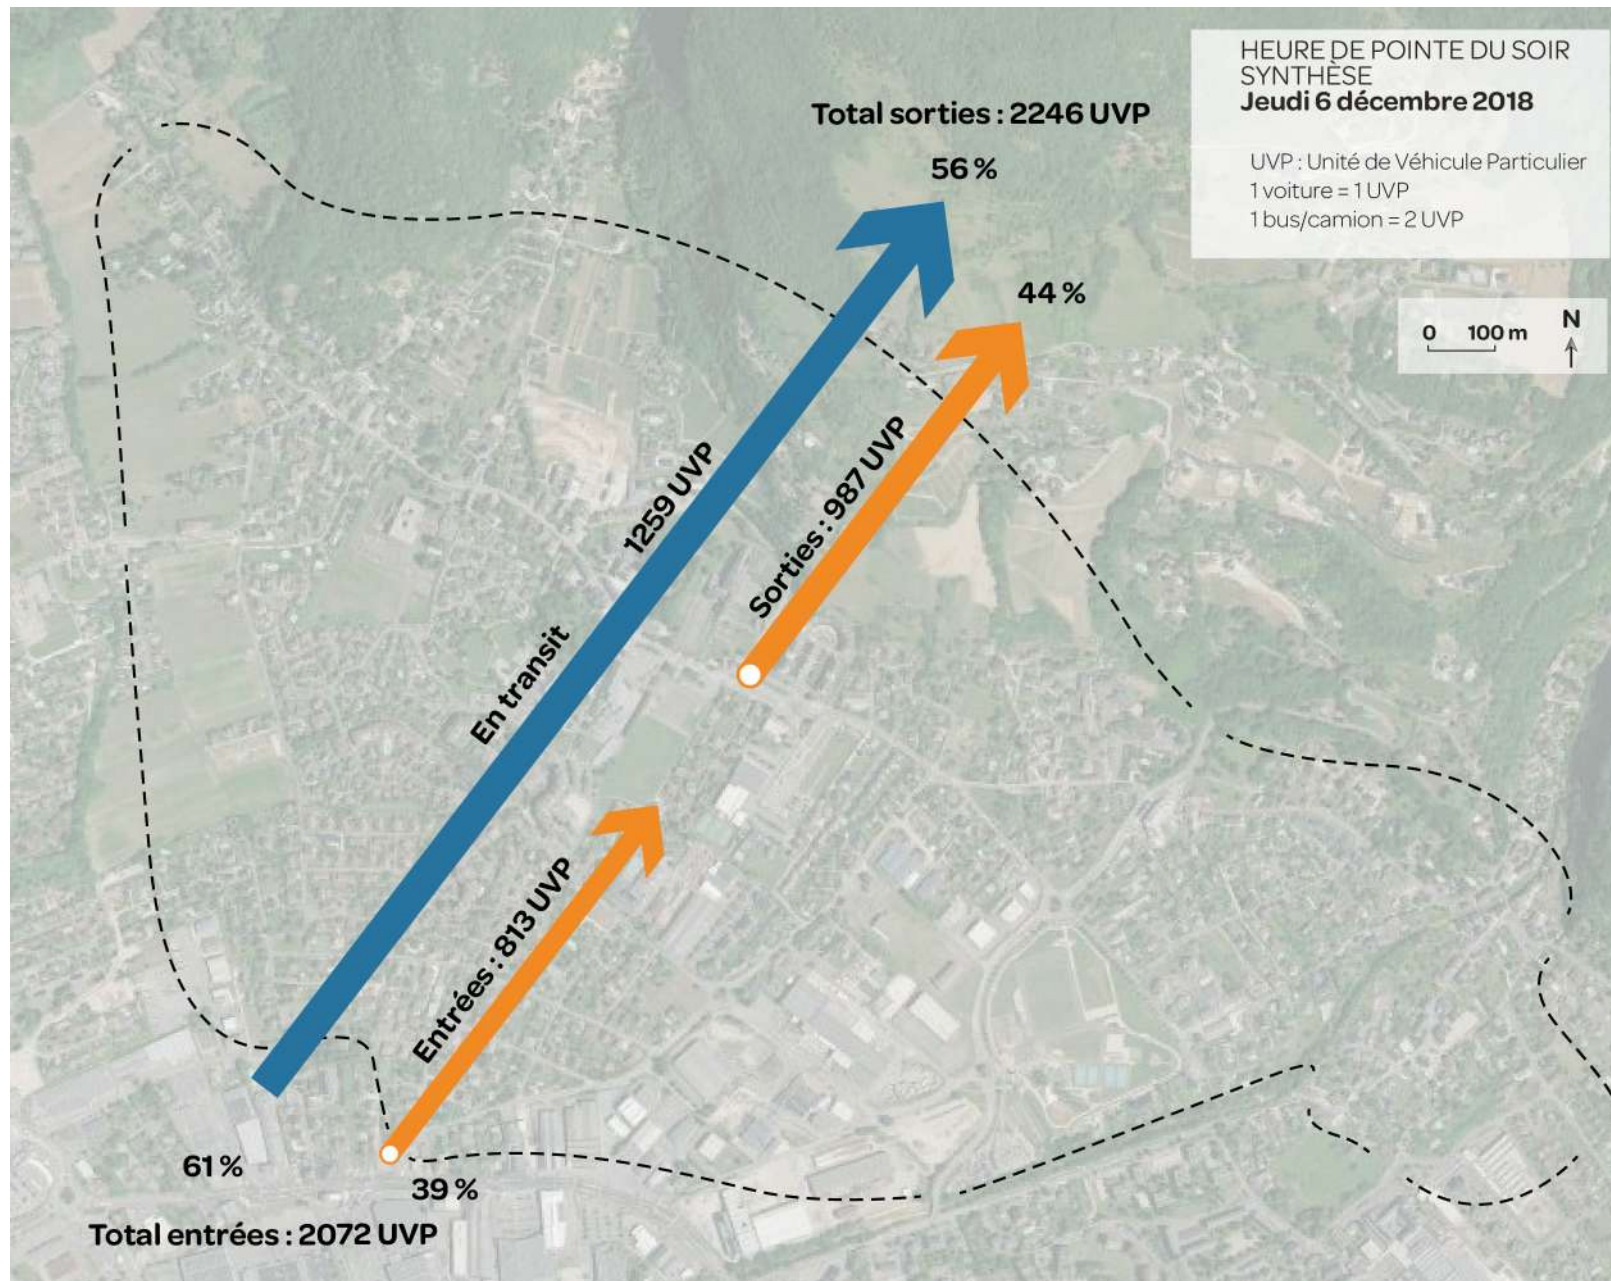 HEURE DE POINTE DU SOIR
SYNTHÈSE
Jeudi 6 décembre 2018
UVP : Unité de Véhicule Particulier
1 voiture = 1 UVP
1 bus/camion = 2 UVP
0 100 m
N
Total sorties : 2246 UVP
56 %
44 %
1259 UVP
En transit
Sorties : 987 UVP
Entrées : 813 UVP
61 %
39 %
Total entrées : 2072 UVP